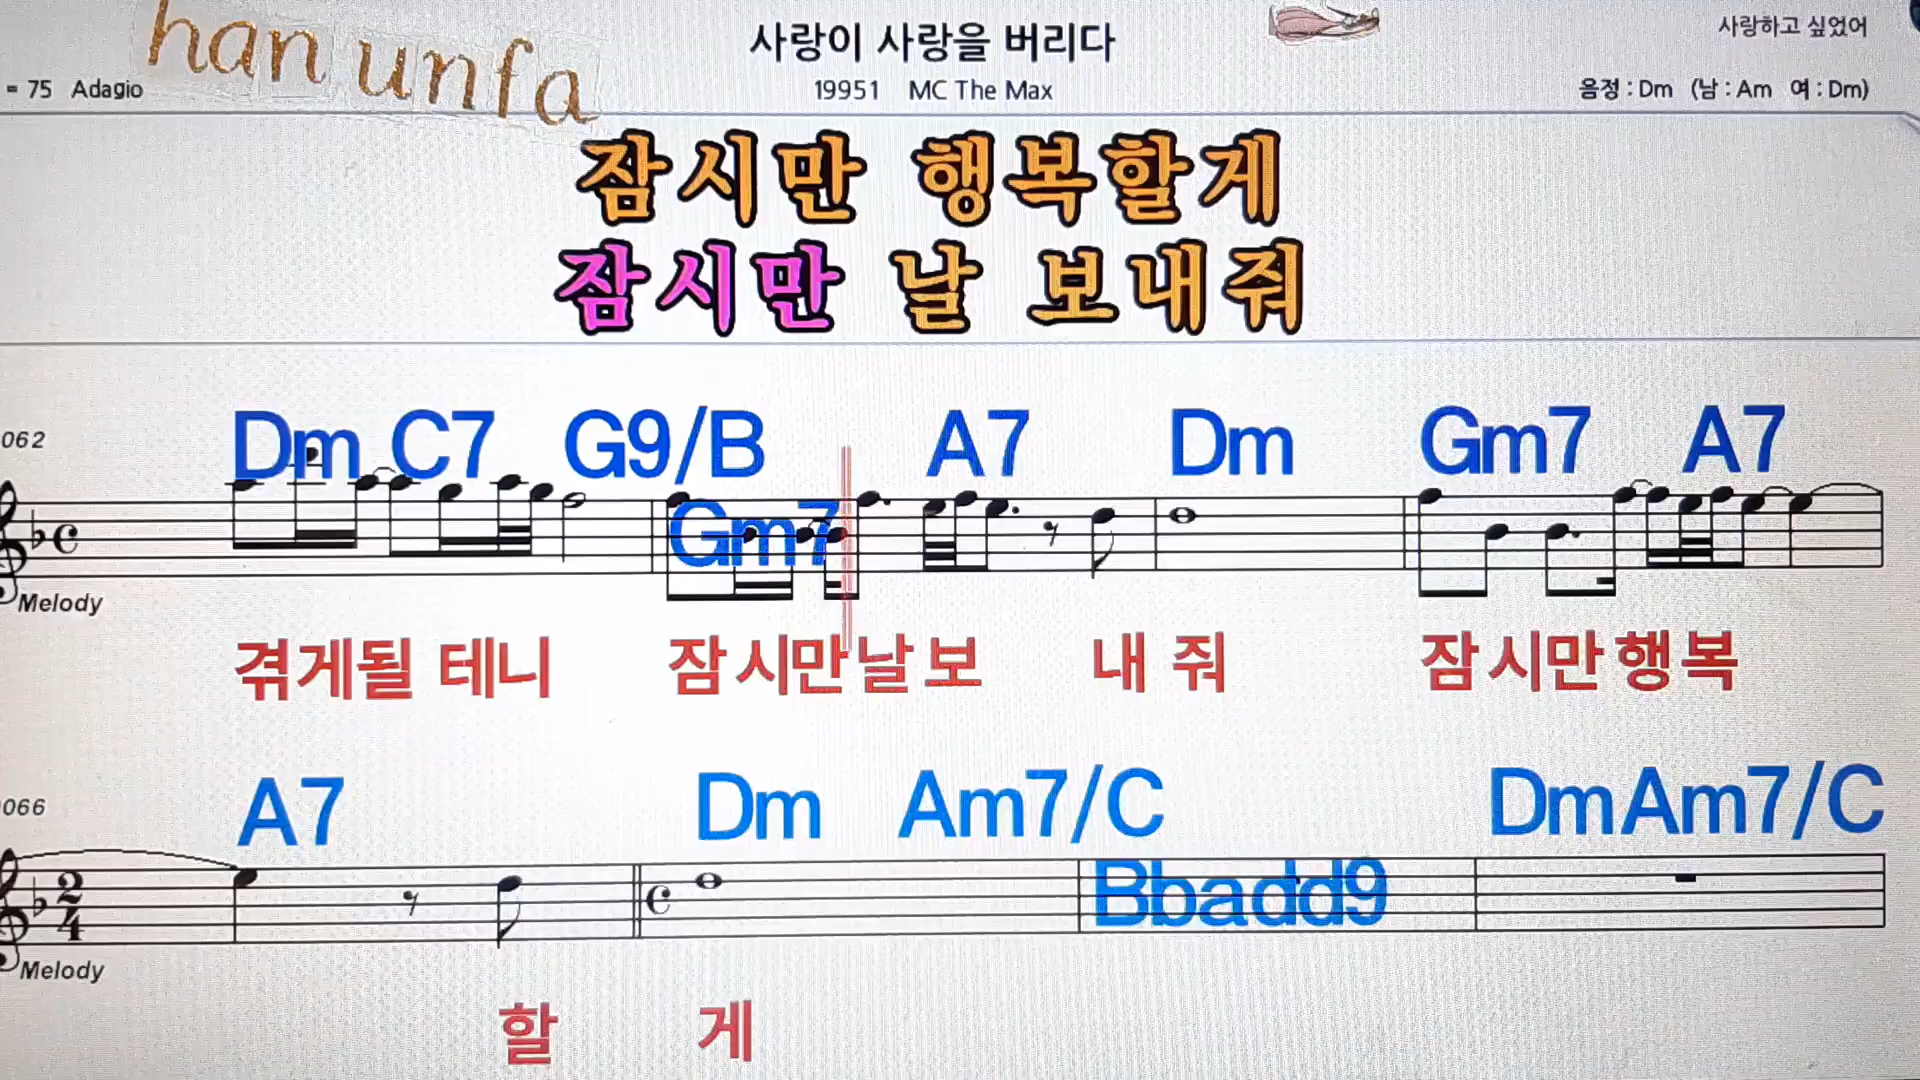 han unfa
사랑이 사랑을 버리다
사랑하고 싶었어
= 75 Adagio
19951 MC The Max
음정 : Dm (남 : Am 여 : Dm)
잠시만 행복할게
잠시만 날 보내줘
062
Dm C7 G9/B A7 Dm Gm7 A7
Gm7
Melody
겪게될 테니 잠시만날보 내 줘 잠시만행복
066
A7 Dm Am7/C DmAm7/C
2
4
Bbadd9
Melody
할 게